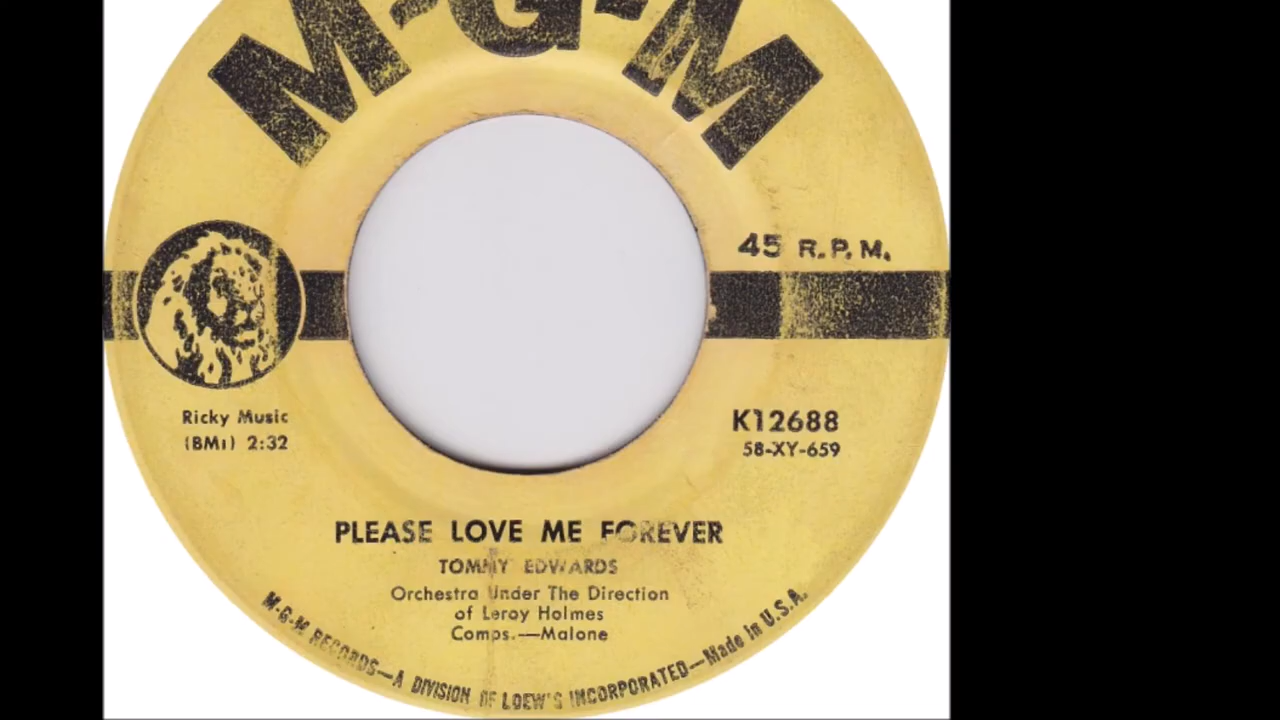 M-G-M
45 R.P.M.
Ricky Music
(BMI) 2:32
K12688
58-XY-659
PLEASE LOVE ME FOREVER
TOMMY EDWARDS
Orchestra Under The Direction
of Leroy Holmes
Comps.—Malone
M-G-M RECORDS—A DIVISION OF LOEW'S INCORPORATED—Made in U.S.A.